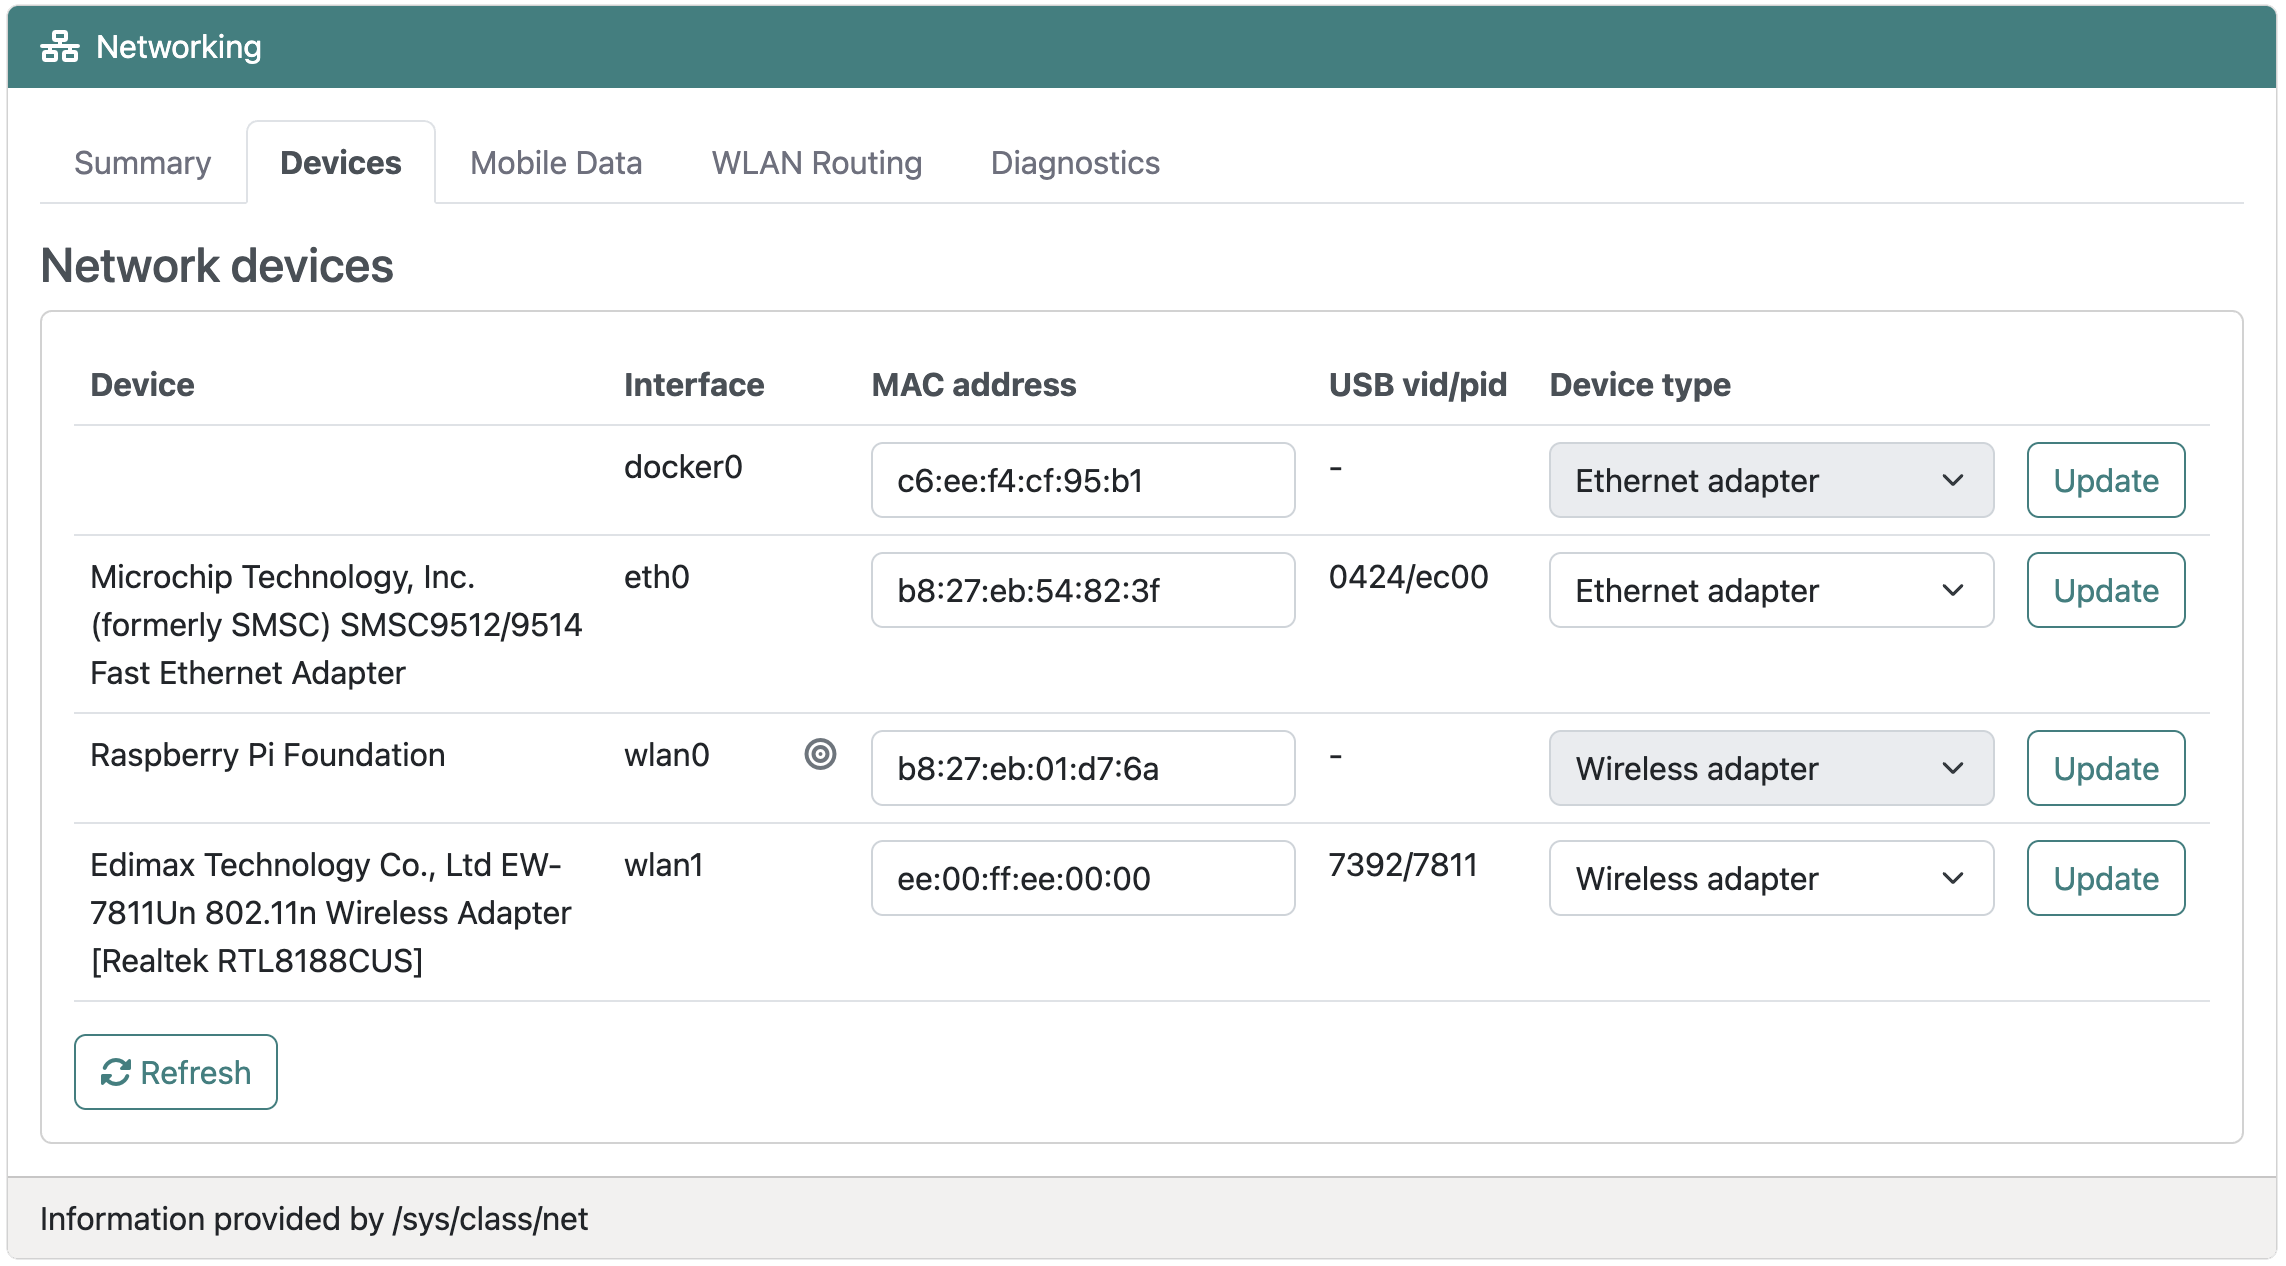 Networking
Summary Devices Mobile Data WLAN Routing Diagnostics
Network devices
Device Interface MAC address USB vid/pid Device type
docker0 c6:ee:f4:cf:95:b1 - Ethernet adapter Update
Microchip Technology, Inc. eth0 b8:27:eb:54:82:3f 0424/ec00 Ethernet adapter Update
(formerly SMSC) SMSC9512/9514
Fast Ethernet Adapter
Raspberry Pi Foundation wlan0 b8:27:eb:01:d7:6a - Wireless adapter Update
Edimax Technology Co., Ltd EW- wlan1 ee:00:ff:ee:00:00 7392/7811 Wireless adapter Update
7811Un 802.11n Wireless Adapter
[Realtek RTL8188CUS]
Refresh
Information provided by /sys/class/net